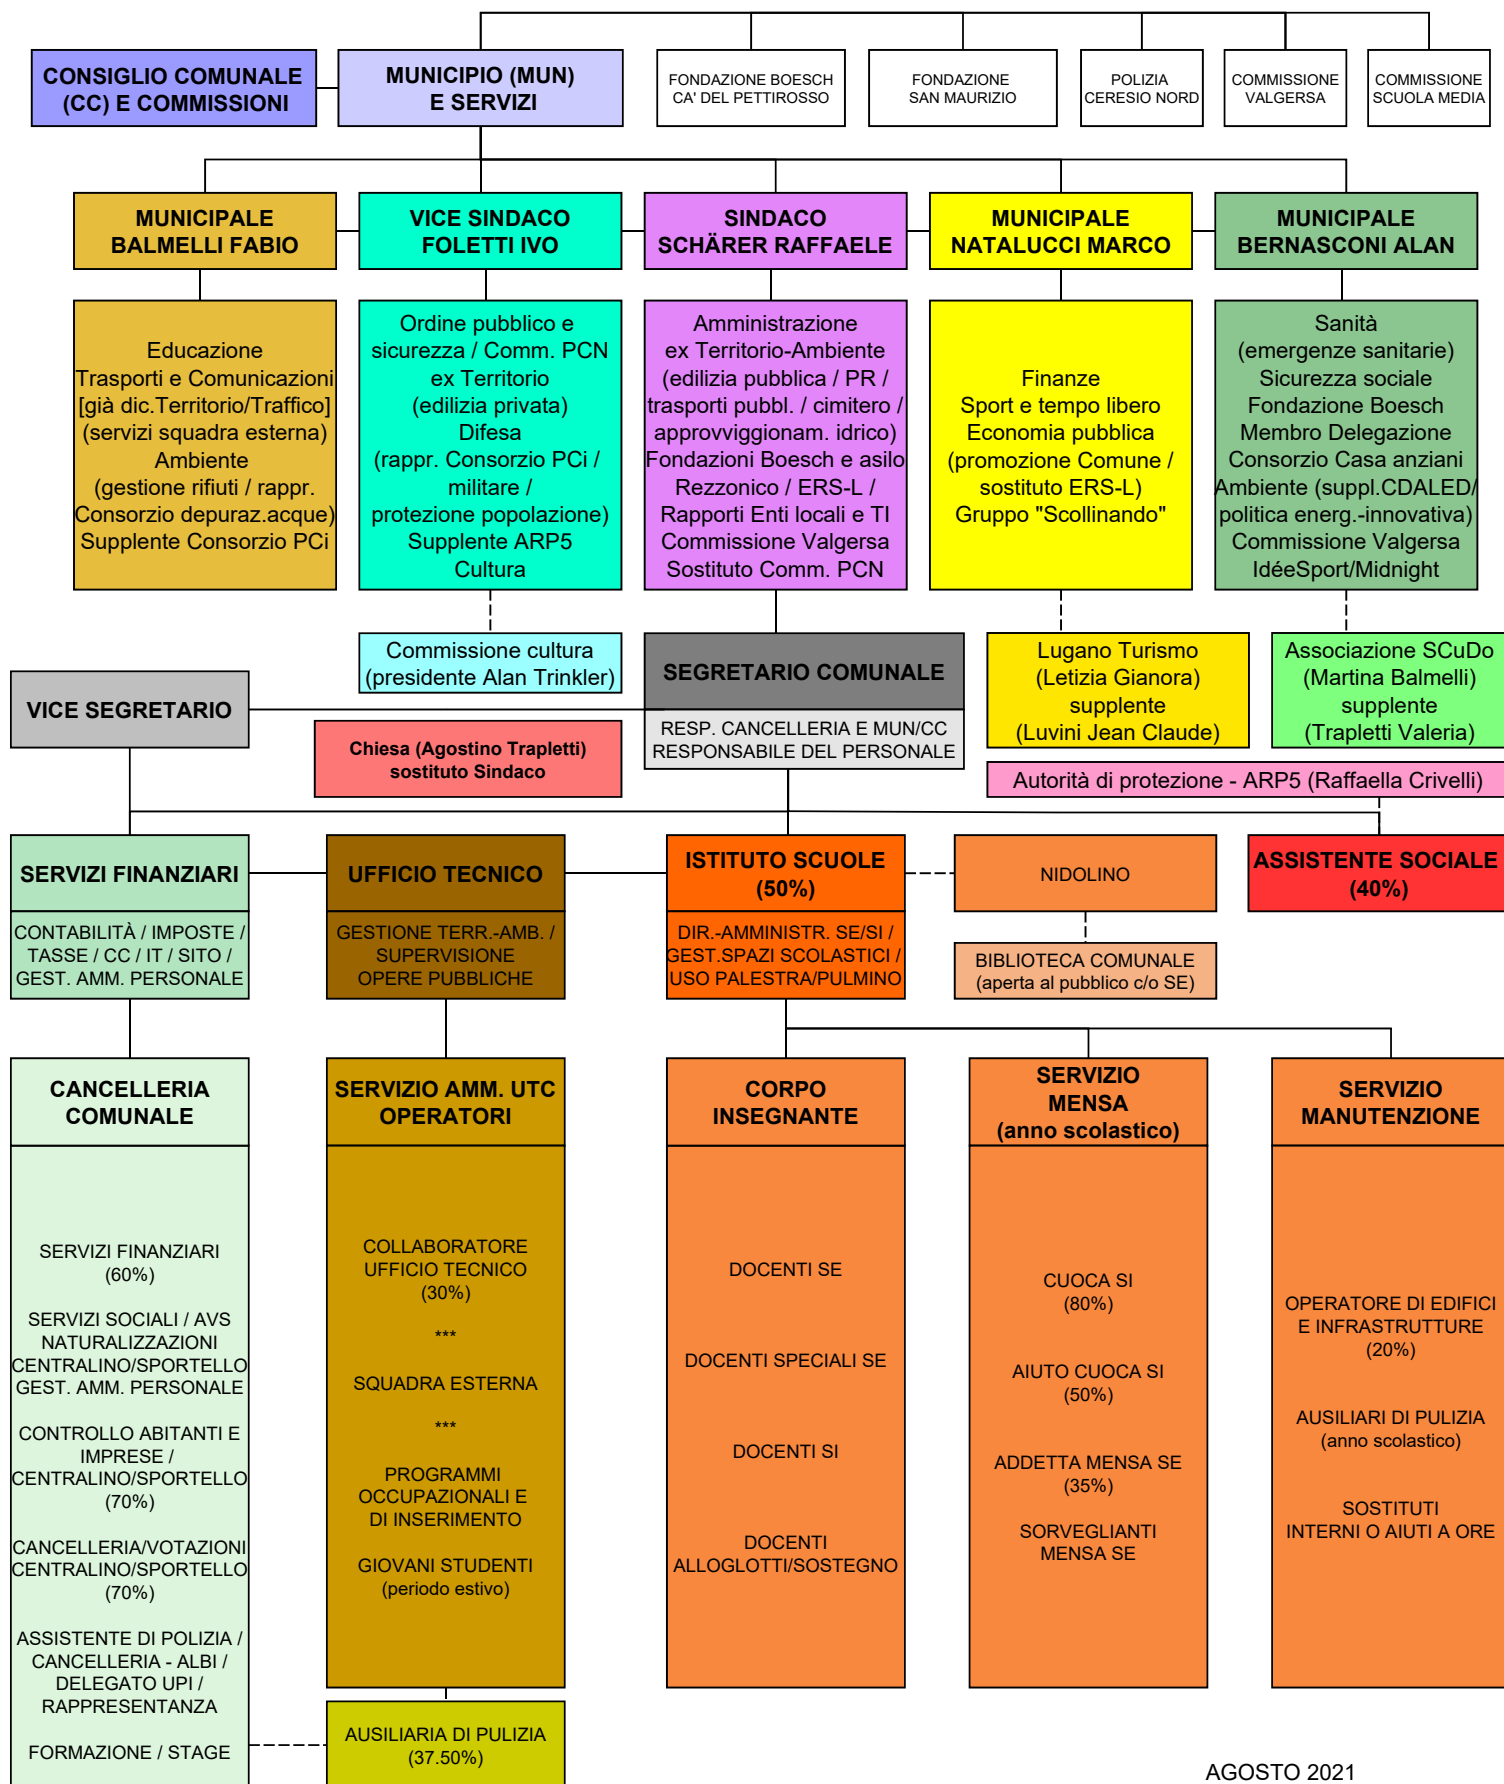 CONSIGLIO COMUNALE
(CC) E COMMISSIONI
MUNICIPIO (MUN)
E SERVIZI
FONDAZIONE BOESCH
CA' DEL PETTIROSSO
FONDAZIONE
SAN MAURIZIO
POLIZIA
CERESIO NORD
COMMISSIONE
VALGERSA
COMMISSIONE
SCUOLA MEDIA
MUNICIPALE
BALMELLI FABIO
VICE SINDACO
FOLETTI IVO
SINDACO
SCHÄRER RAFFAELE
MUNICIPALE
NATALUCCI MARCO
MUNICIPALE
BERNASCONI ALAN
Educazione
Trasporti e Comunicazioni
[già dic.Territorio/Traffico]
(servizi squadra esterna)
Ambiente
(gestione rifiuti / rappr.
Consorzio depuraz.acque)
Supplente Consorzio PCi
Ordine pubblico e
sicurezza / Comm. PCN
ex Territorio
(edilizia privata)
Difesa
(rappr. Consorzio PCi /
militare /
protezione popolazione)
Supplente ARP5
Cultura
Amministrazione
ex Territorio-Ambiente
(edilizia pubblica / PR /
trasporti pubbl. / cimitero /
approvviggionam. idrico)
Fondazioni Boesch e asilo
Rezzonico / ERS-L /
Rapporti Enti locali e TI
Commissione Valgersa
Sostituto Comm. PCN
Finanze
Sport e tempo libero
Economia pubblica
(promozione Comune /
sostituto ERS-L)
Gruppo "Scollinando"
Sanità
(emergenze sanitarie)
Sicurezza sociale
Fondazione Boesch
Membro Delegazione
Consorzio Casa anziani
Ambiente (suppl.CDALED/
politica energ.-innovativa)
Commissione Valgersa
IdéeSport/Midnight
Commissione cultura
(presidente Alan Trinkler)
SEGRETARIO COMUNALE
RESP. CANCELLERIA E MUN/CC
RESPONSABILE DEL PERSONALE
Lugano Turismo
(Letizia Gianora)
supplente
(Luvini Jean Claude)
Associazione SCuDo
(Martina Balmelli)
supplente
(Trapletti Valeria)
VICE SEGRETARIO
Chiesa (Agostino Trapletti)
sostituto Sindaco
Autorità di protezione - ARP5 (Raffaella Crivelli)
SERVIZI FINANZIARI
CONTABILITÀ / IMPOSTE /
TASSE / CC / IT / SITO /
GEST. AMM. PERSONALE
UFFICIO TECNICO
GESTIONE TERR.-AMB. /
SUPERVISIONE
OPERE PUBBLICHE
ISTITUTO SCUOLE
(50%)
DIR.-AMMINISTR. SE/SI /
GEST.SPAZI SCOLASTICI /
USO PALESTRA/PULMINO
NIDOLINO
BIBLIOTECA COMUNALE
(aperta al pubblico c/o SE)
ASSISTENTE SOCIALE
(40%)
CANCELLERIA
COMUNALE
SERVIZI FINANZIARI
(60%)
SERVIZI SOCIALI / AVS
NATURALIZZAZIONI
CENTRALINO/SPORTELLO
GEST. AMM. PERSONALE
CONTROLLO ABITANTI E
IMPRESE /
CENTRALINO/SPORTELLO
(70%)
CANCELLERIA/VOTAZIONI
CENTRALINO/SPORTELLO
(70%)
ASSISTENTE DI POLIZIA /
CANCELLERIA - ALBI /
DELEGATO UPI /
RAPPRESENTANZA
FORMAZIONE / STAGE
SERVIZIO AMM. UTC
OPERATORI
COLLABORATORE
UFFICIO TECNICO
(30%)
***
SQUADRA ESTERNA
***
PROGRAMMI
OCCUPAZIONALI E
DI INSERIMENTO
GIOVANI STUDENTI
(periodo estivo)
AUSILIARIA DI PULIZIA
(37.50%)
CORPO
INSEGNANTE
DOCENTI SE
DOCENTI SPECIALI SE
DOCENTI SI
DOCENTI
ALLOGLOTTI/SOSTEGNO
SERVIZIO
MENSA
(anno scolastico)
CUOCA SI
(80%)
AIUTO CUOCA SI
(50%)
ADDETTA MENSA SE
(35%)
SORVEGLIANTI
MENSA SE
SERVIZIO
MANUTENZIONE
OPERATORE DI EDIFICI
E INFRASTRUTTURE
(20%)
AUSILIARI DI PULIZIA
(anno scolastico)
SOSTITUTI
INTERNI O AIUTI A ORE
AGOSTO 2021